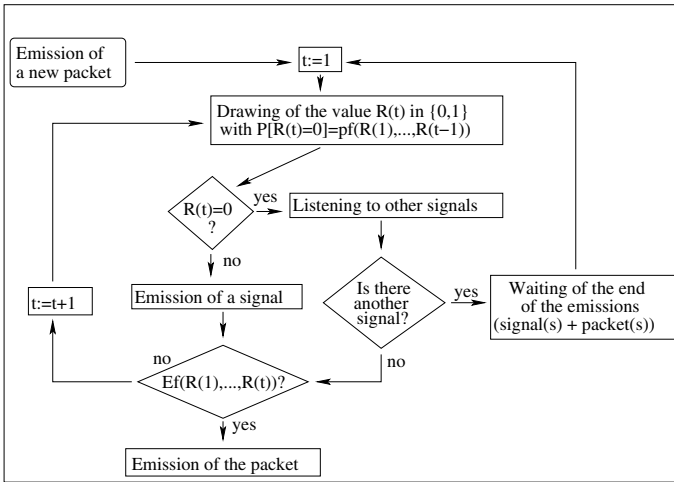 Emission of
a new packet
t:=1
Drawing of the value R(t) in {0,1}
with P[R(t)=0]=pf(R(1),...,R(t−1))
R(t)=0
?
yes
Listening to other signals
no
t:=t+1
Emission of a signal
Is there
another
signal?
yes
Waiting of the end
of the emissions
(signal(s) + packet(s))
no
no
Ef(R(1),...,R(t))?
yes
Emission of the packet